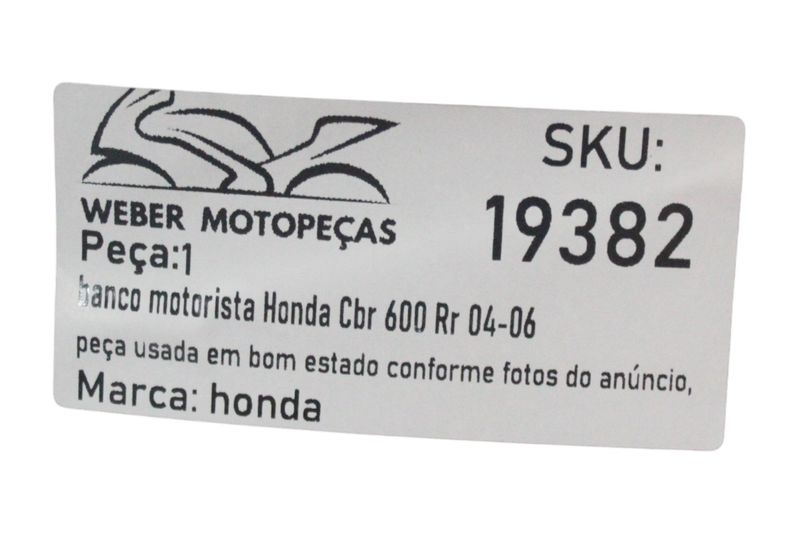 WEBER MOTOPEÇAS
SKU:
19382
Peça:1
banco motorista Honda Cbr 600 Rr 04-06
peça usada em bom estado conforme fotos do anúncio,
Marca: honda